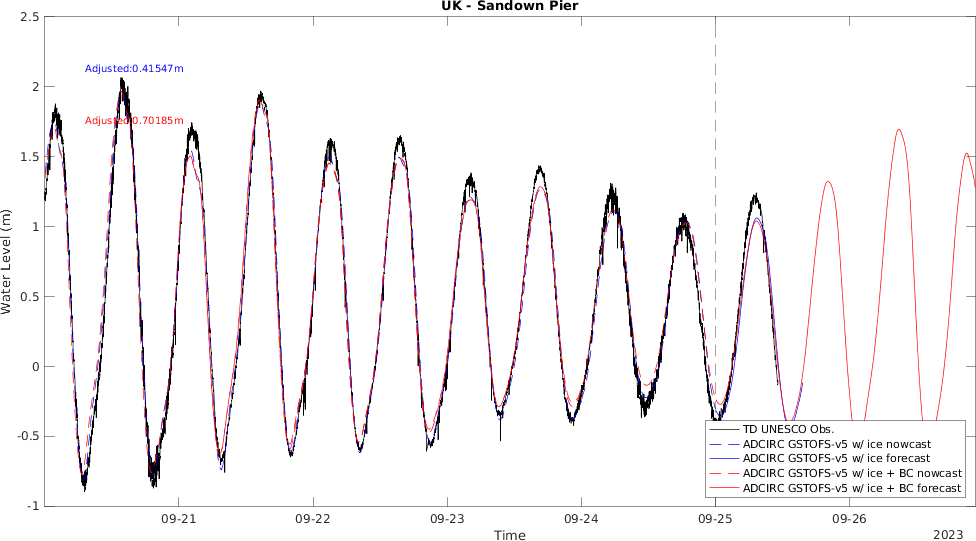 UK - Sandown Pier
2.5
2
1.5
1
0.5
0
-0.5
-1
Water Level (m)
Adjusted:0.41547m
Adjusted:0.70185m
TD UNESCO Obs.
ADCIRC GSTOFS-v5 w/ ice nowcast
ADCIRC GSTOFS-v5 w/ ice forecast
ADCIRC GSTOFS-v5 w/ ice + BC nowcast
ADCIRC GSTOFS-v5 w/ ice + BC forecast
09-21 09-22 09-23 09-24 09-25 09-26
Time
2023